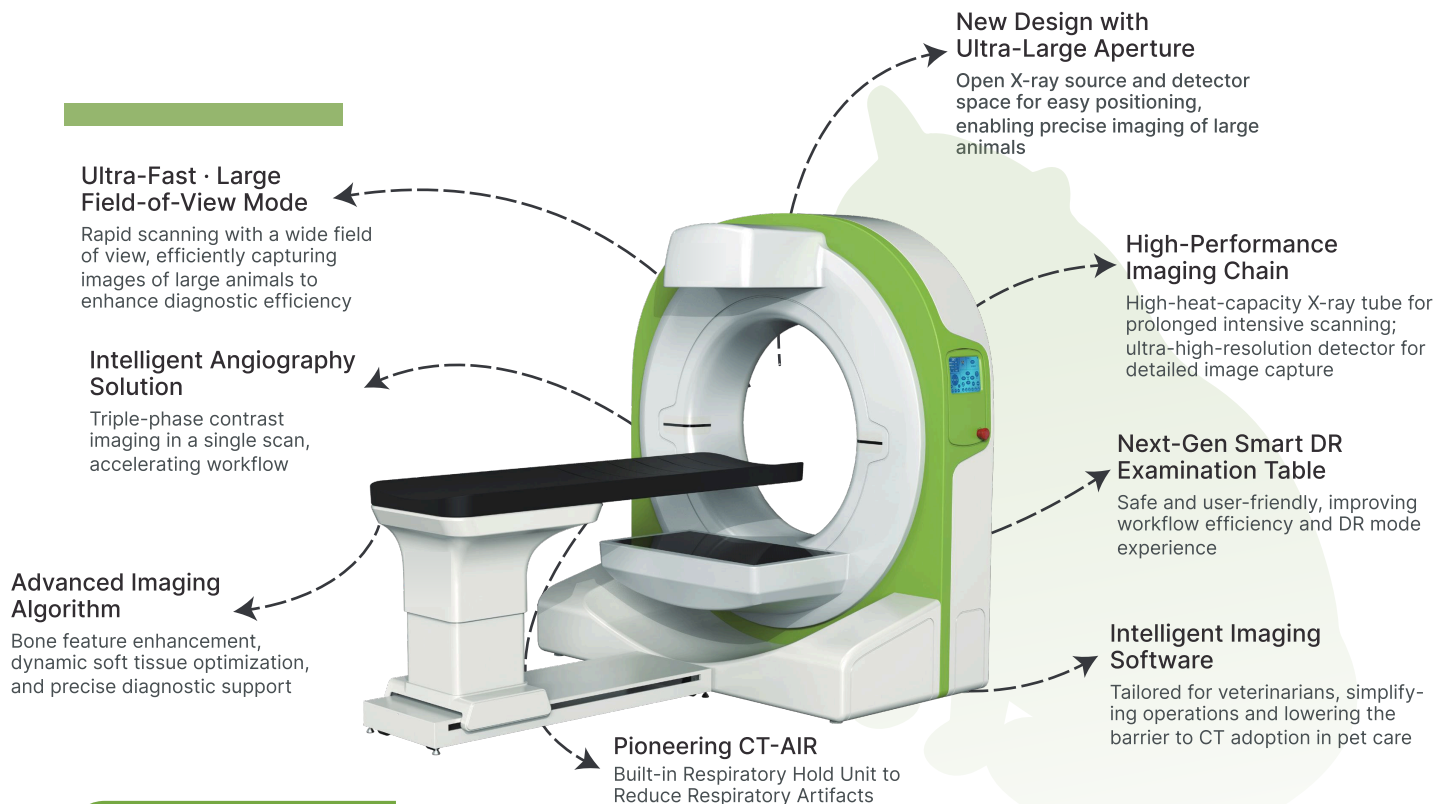 New Design with
Ultra-Large Aperture
Open X-ray source and detector
space for easy positioning,
enabling precise imaging of large
animals
Ultra-Fast · Large
Field-of-View Mode
Rapid scanning with a wide field
of view, efficiently capturing
images of large animals to
enhance diagnostic efficiency
High-Performance
Imaging Chain
High-heat-capacity X-ray tube for
prolonged intensive scanning;
ultra-high-resolution detector for
detailed image capture
Intelligent Angiography
Solution
Triple-phase contrast
imaging in a single scan,
accelerating workflow
Next-Gen Smart DR
Examination Table
Safe and user-friendly, improving
workflow efficiency and DR mode
experience
Advanced Imaging
Algorithm
Bone feature enhancement,
dynamic soft tissue optimization,
and precise diagnostic support
Intelligent Imaging
Software
Tailored for veterinarians, simplify-
ing operations and lowering the
barrier to CT adoption in pet care
Pioneering CT-AIR
Built-in Respiratory Hold Unit to
Reduce Respiratory Artifacts